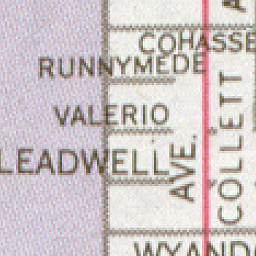 COHASSE
RUNNYMEDE
VALERIO
LEADWELL
AVE.
COLLETT
WYANDO